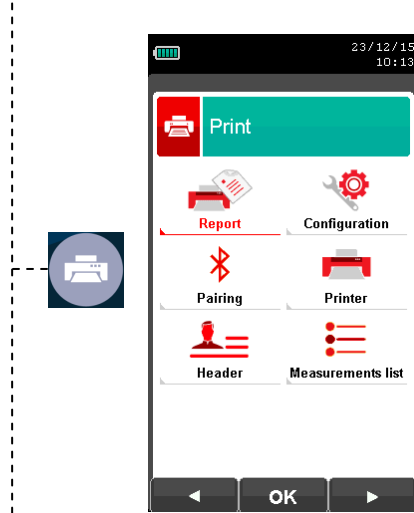 23/12/15
10:13
Print
Report
Configuration
Pairing
Printer
Header
Measurements list
OK